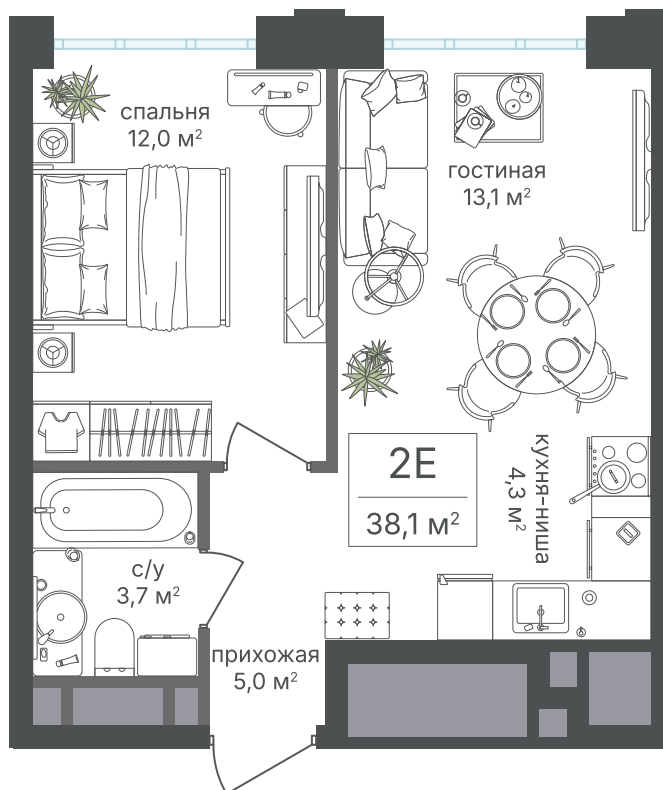 спальня
12,0 м²
гостиная
13,1 м²
2Е
38,1 м²
кухня-ниша
4,3 м²
с/у
3,7 м²
прихожая
5,0 м²